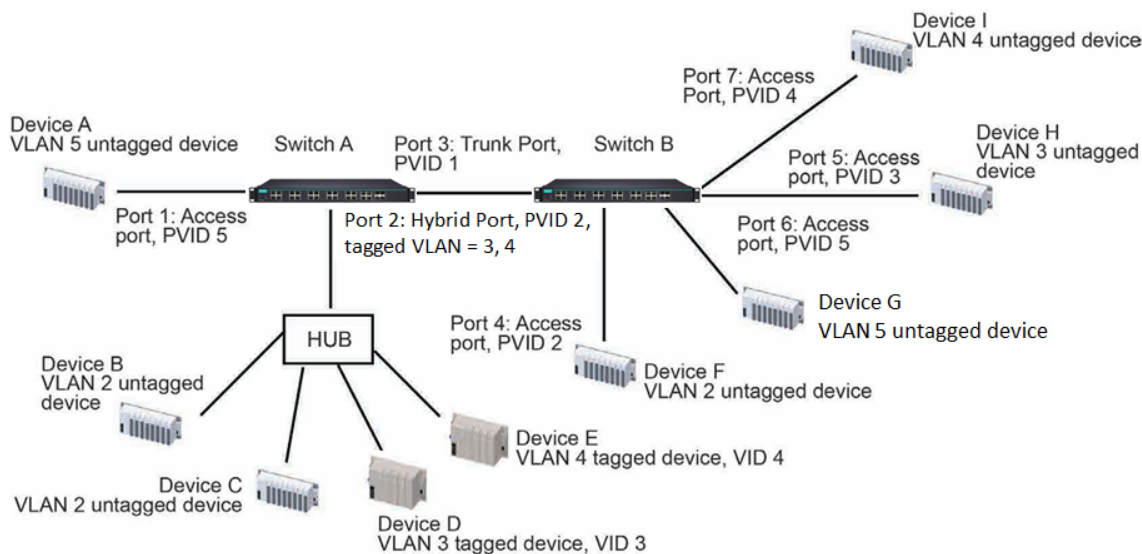 Device I
VLAN 4 untagged device
Port 7: Access
Port, PVID 4
Device A
VLAN 5 untagged device
Switch A
Port 3: Trunk Port,
PVID 1
Switch B
Device H
VLAN 3 untagged
device
Port 5: Access
port, PVID 3
Port 1: Access
port, PVID 5
Port 2: Hybrid Port, PVID 2,
tagged VLAN = 3, 4
Port 6: Access
port, PVID 5
Device G
VLAN 5 untagged device
HUB
Port 4: Access
port, PVID 2
Device B
VLAN 2 untagged
device
Device F
VLAN 2 untagged device
Device E
VLAN 4 tagged device, VID 4
Device C
VLAN 2 untagged device
Device D
VLAN 3 tagged device, VID 3